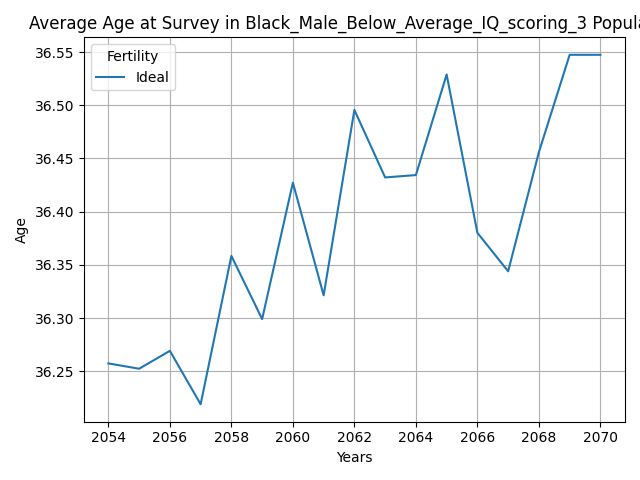 Average Age at Survey in Black_Male_Below_Average_IQ_scoring_3 Popula
Fertility
Ideal
36.55
36.50
36.45
36.40
36.35
36.30
36.25
Age
2054 2056 2058 2060 2062 2064 2066 2068 2070
Years